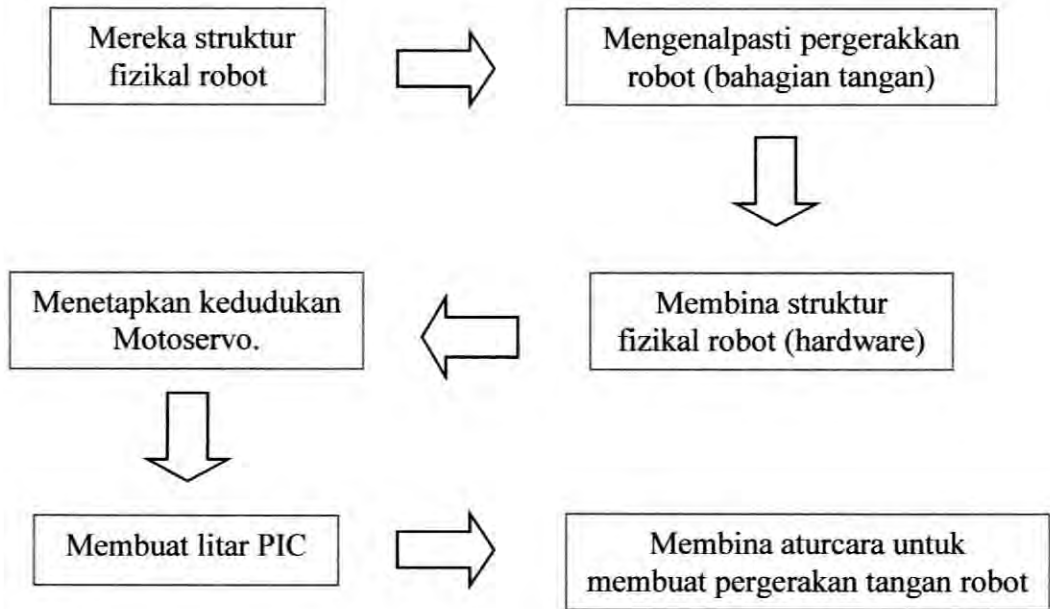 Mereka struktur
fizikal robot
Mengenalpasti pergerakkan
robot (bahagian tangan)
Membina struktur
fizikal robot (hardware)
Menetapkan kedudukan
Motoservo.
Membuat litar PIC
Membina aturcara untuk
membuat pergerakan tangan robot